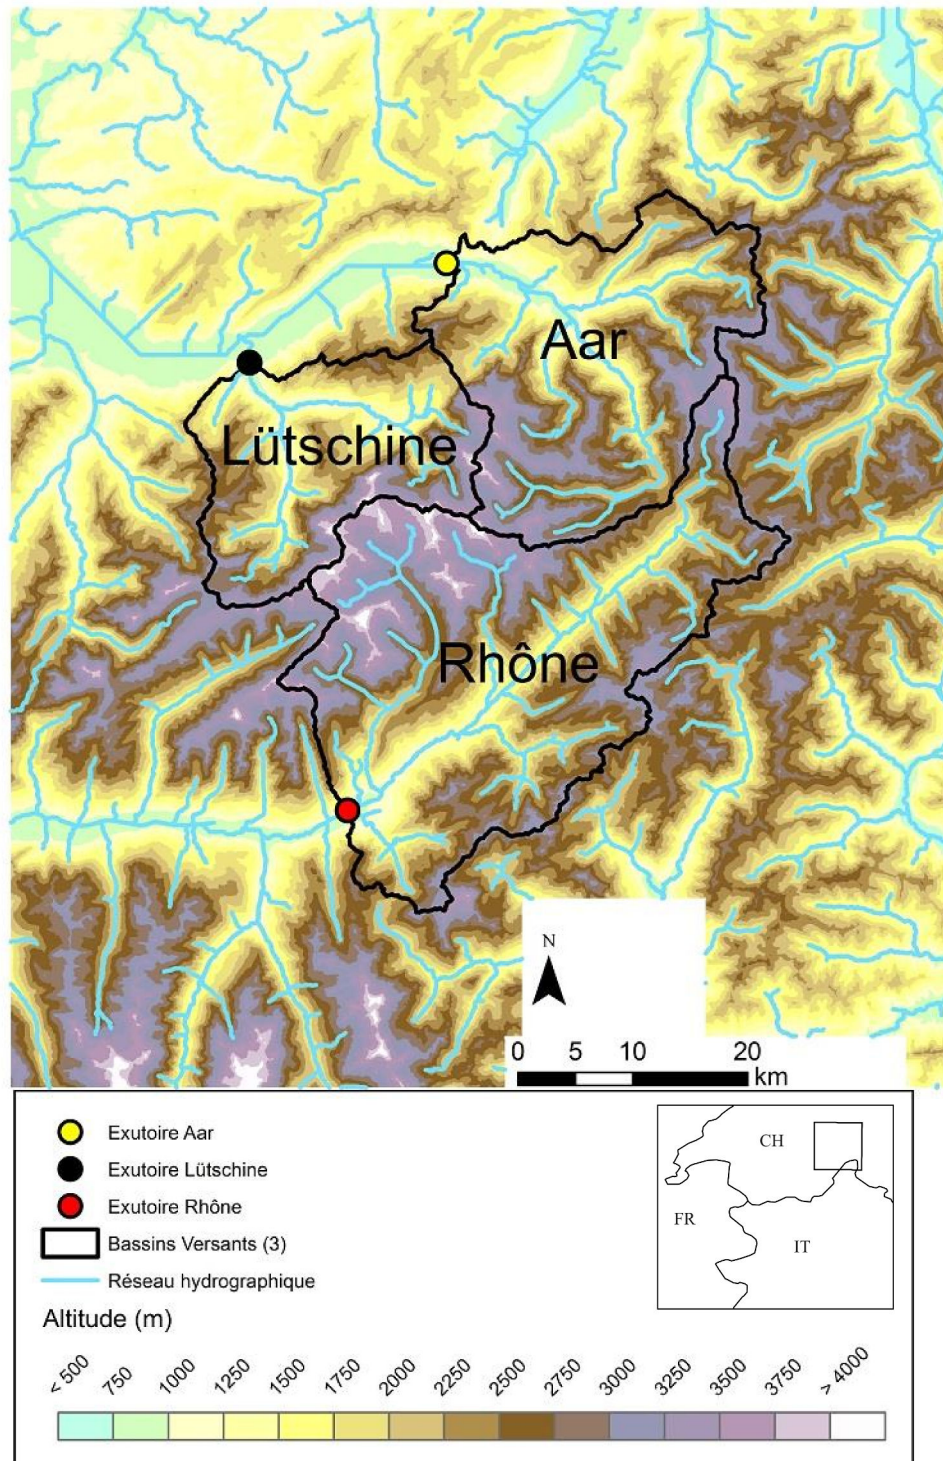 Aar
Lütschine
Rhône
N
0 5 10 20
km
Exutoire Aar
Exutoire Lütschine
Exutoire Rhône
Bassins Versants (3)
Réseau hydrographique
Altitude (m)
< 500 750 1000 1250 1500 1750 2000 2250 2500 2750 3000 3250 3500 3750 > 4000
CH
FR
IT